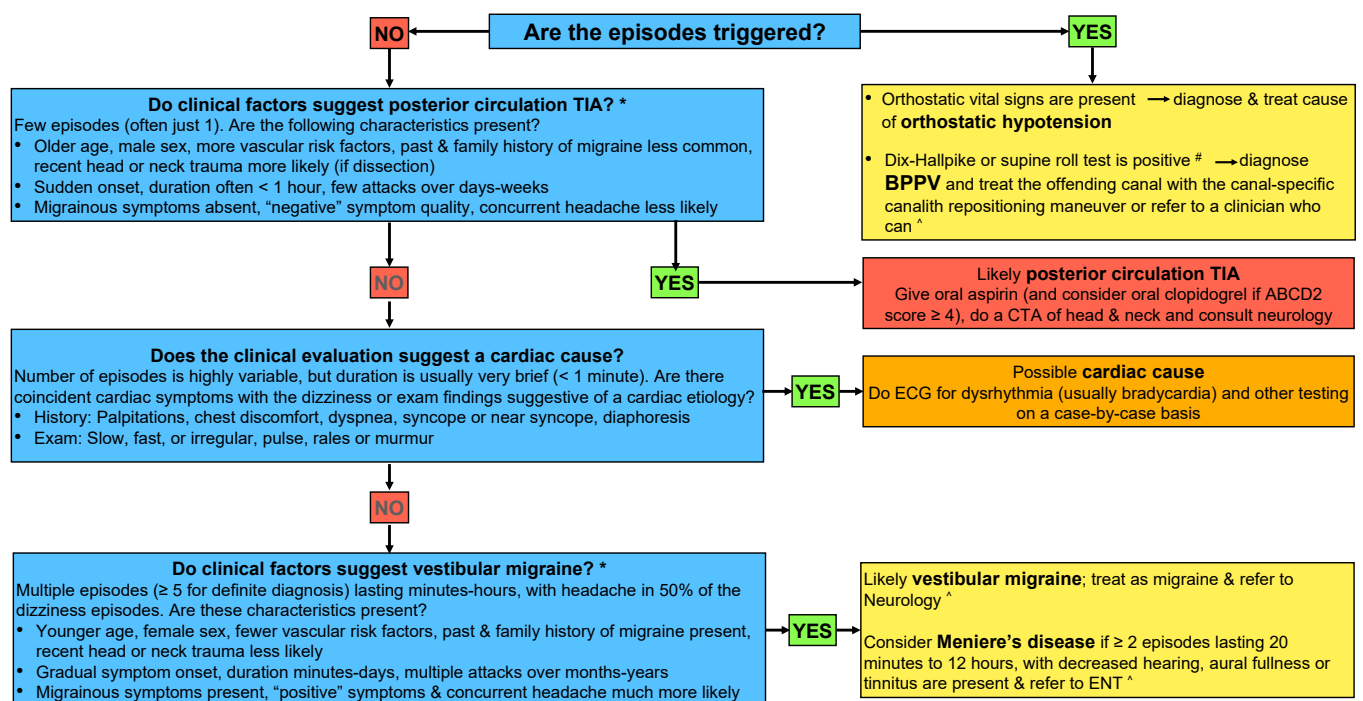 Are the episodes triggered?
NO
YES
Do clinical factors suggest posterior circulation TIA? *
Few episodes (often just 1). Are the following characteristics present?
• Older age, male sex, more vascular risk factors, past & family history of migraine less common,
recent head or neck trauma more likely (if dissection)
• Sudden onset, duration often < 1 hour, few attacks over days-weeks
• Migrainous symptoms absent, “negative” symptom quality, concurrent headache less likely
• Orthostatic vital signs are present → diagnose & treat cause
of orthostatic hypotension
• Dix-Hallpike or supine roll test is positive # → diagnose
BPPV and treat the offending canal with the canal-specific
canalith repositioning maneuver or refer to a clinician who
can ^
NO
YES
Likely posterior circulation TIA
Give oral aspirin (and consider oral clopidogrel if ABCD2
score ≥ 4), do a CTA of head & neck and consult neurology
Does the clinical evaluation suggest a cardiac cause?
Number of episodes is highly variable, but duration is usually very brief (< 1 minute). Are there
coincident cardiac symptoms with the dizziness or exam findings suggestive of a cardiac etiology?
• History: Palpitations, chest discomfort, dyspnea, syncope or near syncope, diaphoresis
• Exam: Slow, fast, or irregular, pulse, rales or murmur
YES
Possible cardiac cause
Do ECG for dysrhythmia (usually bradycardia) and other testing
on a case-by-case basis
NO
Do clinical factors suggest vestibular migraine? *
Multiple episodes (≥ 5 for definite diagnosis) lasting minutes-hours, with headache in 50% of the
dizziness episodes. Are these characteristics present?
• Younger age, female sex, fewer vascular risk factors, past & family history of migraine present,
recent head or neck trauma less likely
• Gradual symptom onset, duration minutes-days, multiple attacks over months-years
• Migrainous symptoms present, “positive” symptoms & concurrent headache much more likely
YES
Likely vestibular migraine; treat as migraine & refer to
Neurology ^
Consider Meniere’s disease if ≥ 2 episodes lasting 20
minutes to 12 hours, with decreased hearing, aural fullness or
tinnitus are present & refer to ENT ^